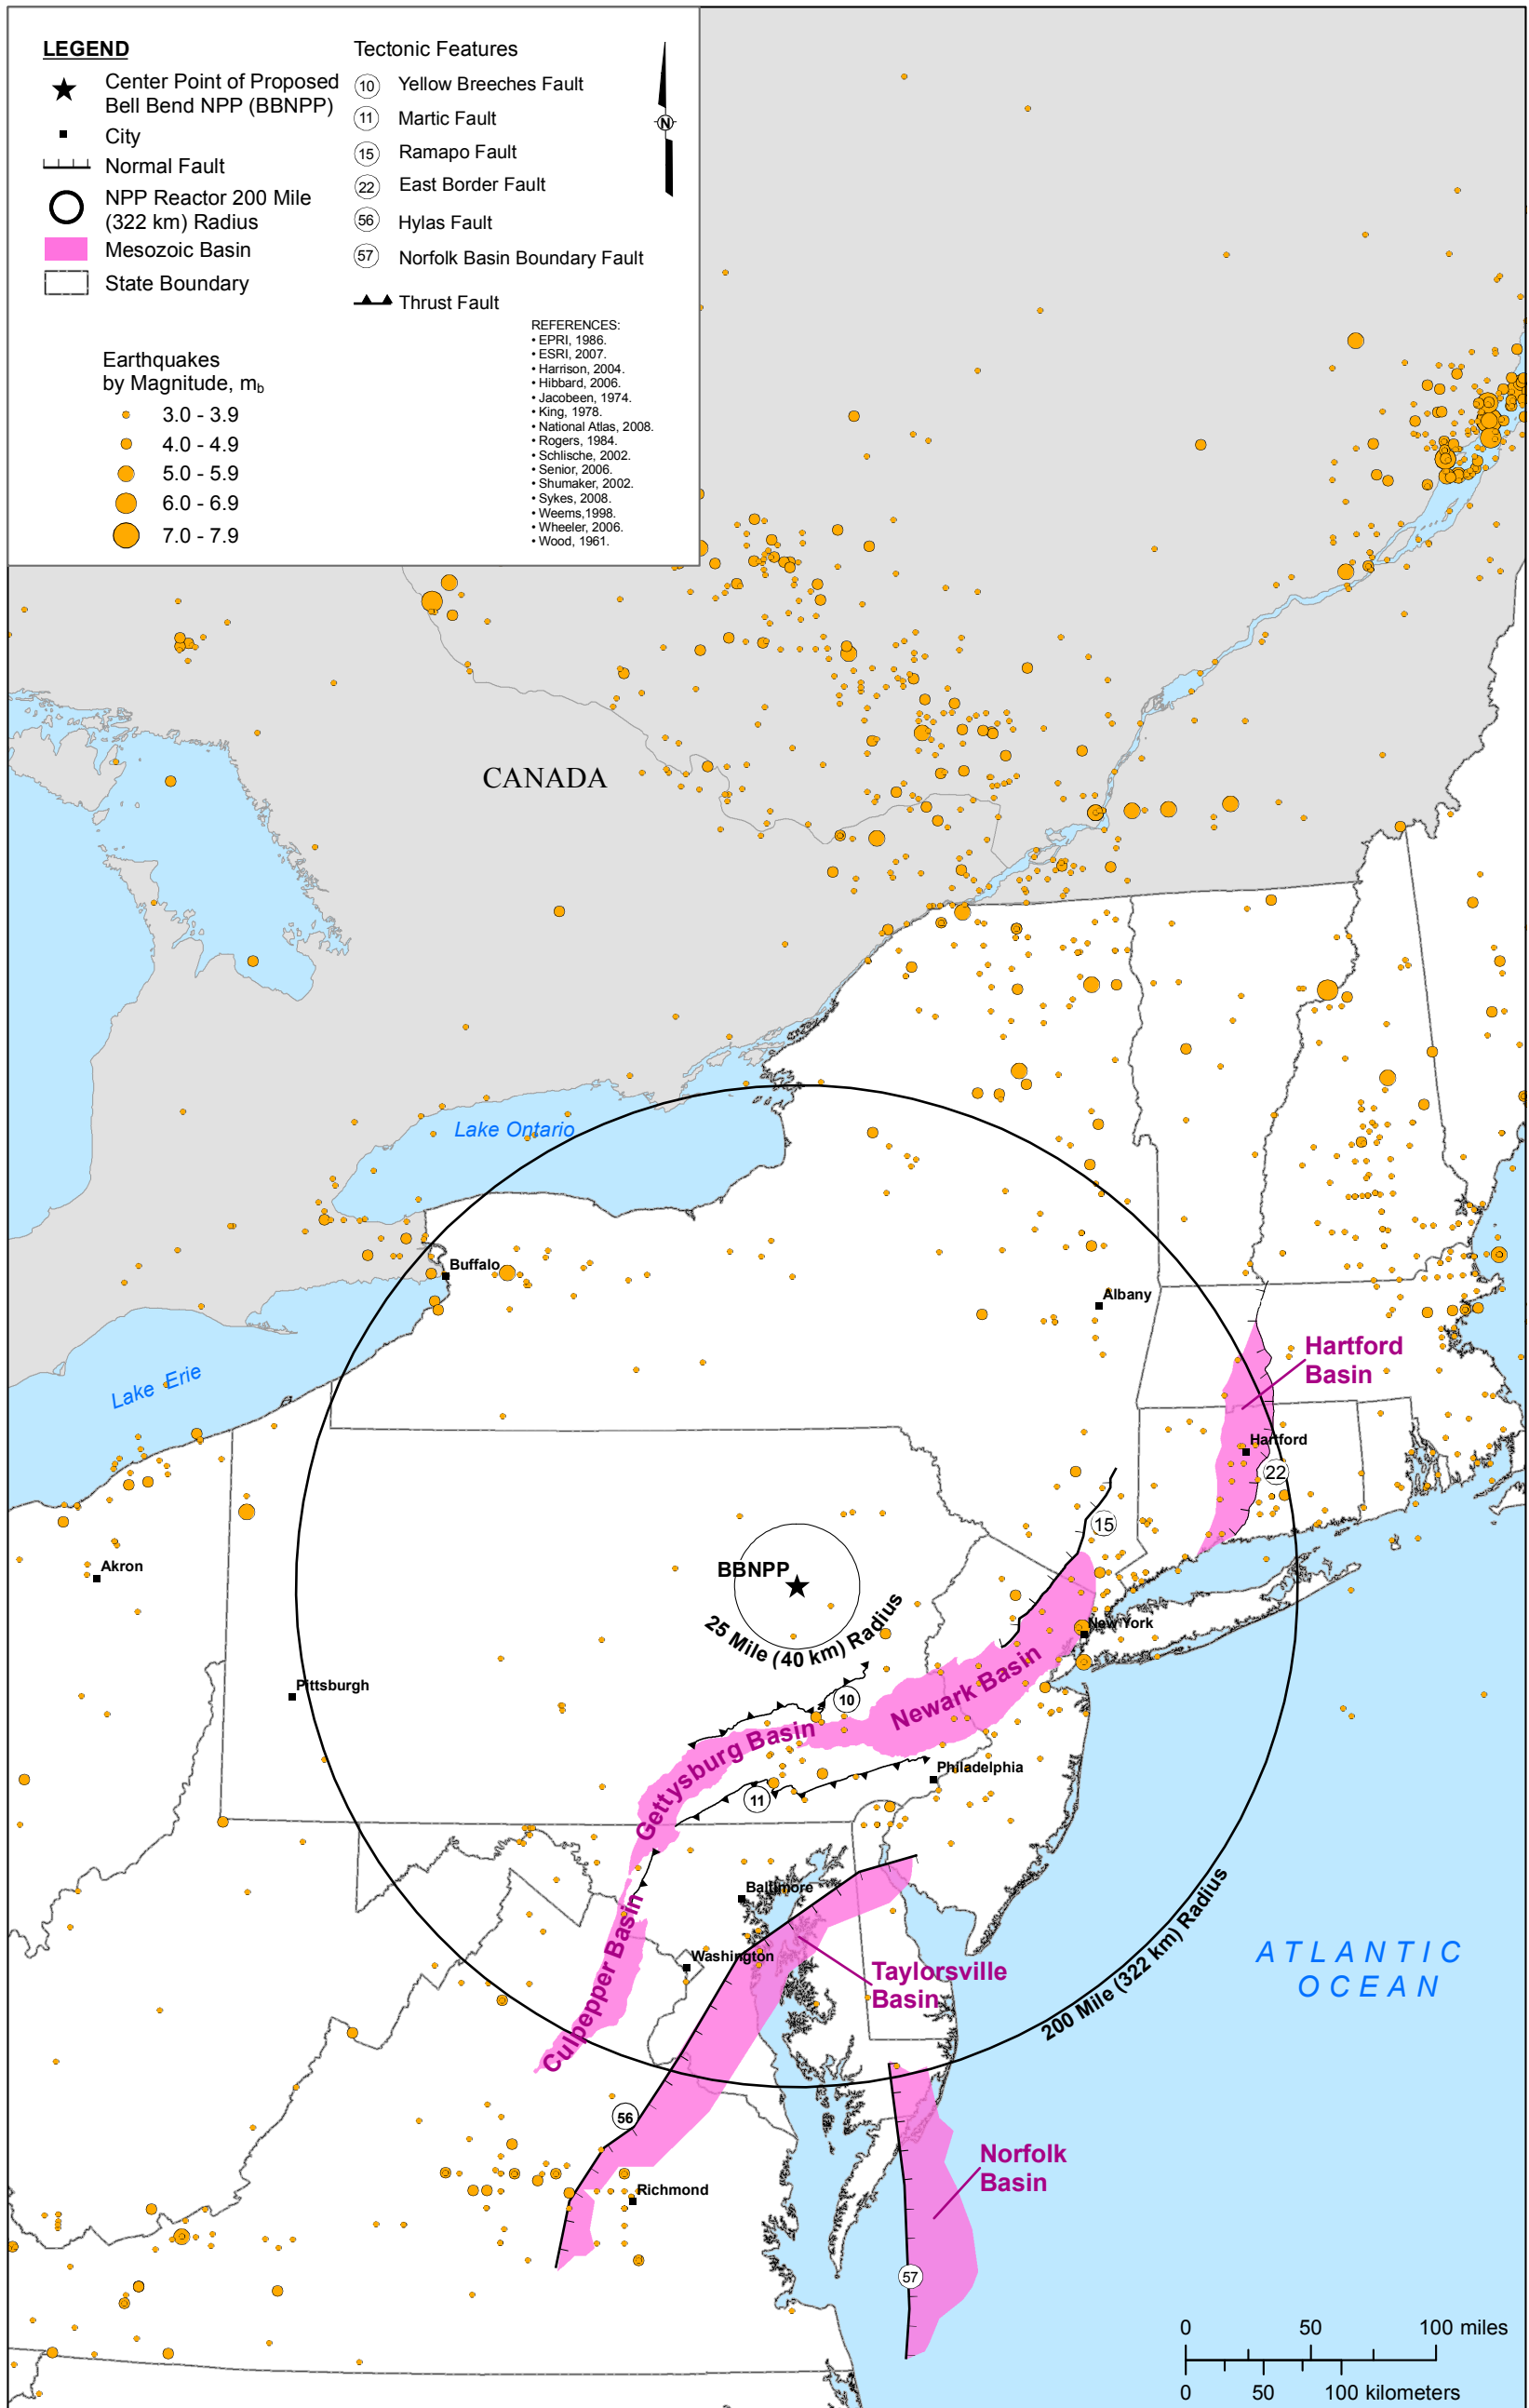 LEGEND
Center Point of Proposed
Bell Bend NPP (BBNPP)
City
Normal Fault
NPP Reactor 200 Mile
(322 km) Radius
Mesozoic Basin
State Boundary
Earthquakes
by Magnitude, mb
3.0 - 3.9
4.0 - 4.9
5.0 - 5.9
6.0 - 6.9
7.0 - 7.9
Tectonic Features
10 Yellow Breeches Fault
11 Martic Fault
15 Ramapo Fault
22 East Border Fault
56 Hylas Fault
57 Norfolk Basin Boundary Fault
Thrust Fault
N
REFERENCES:
• EPRI, 1986.
• ESRI, 2007.
• Harrison, 2004.
• Hibbard, 2006.
• Jacobeen, 1974.
• King, 1978.
• National Atlas, 2008.
• Rogers, 1984.
• Schlische, 2002.
• Senior, 2006.
• Shumaker, 2002.
• Sykes, 2008.
• Weems,1998.
• Wheeler, 2006.
• Wood, 1961.
CANADA
Lake Ontario
Buffalo
Albany
Hartford
Basin
Lake Erie
Hartford
22
15
Akron
BBNPP
25 Mile (40 km) Radius
New York
Pittsburgh
10
Newark Basin
Gettysburg Basin
Philadelphia
11
Baltimore
Culpepper Basin
Washington
Taylorsville
Basin
200 Mile (322 km) Radius
ATLANTIC
OCEAN
56
Norfolk
Basin
Richmond
57
0 50 100 miles
0 50 100 kilometers